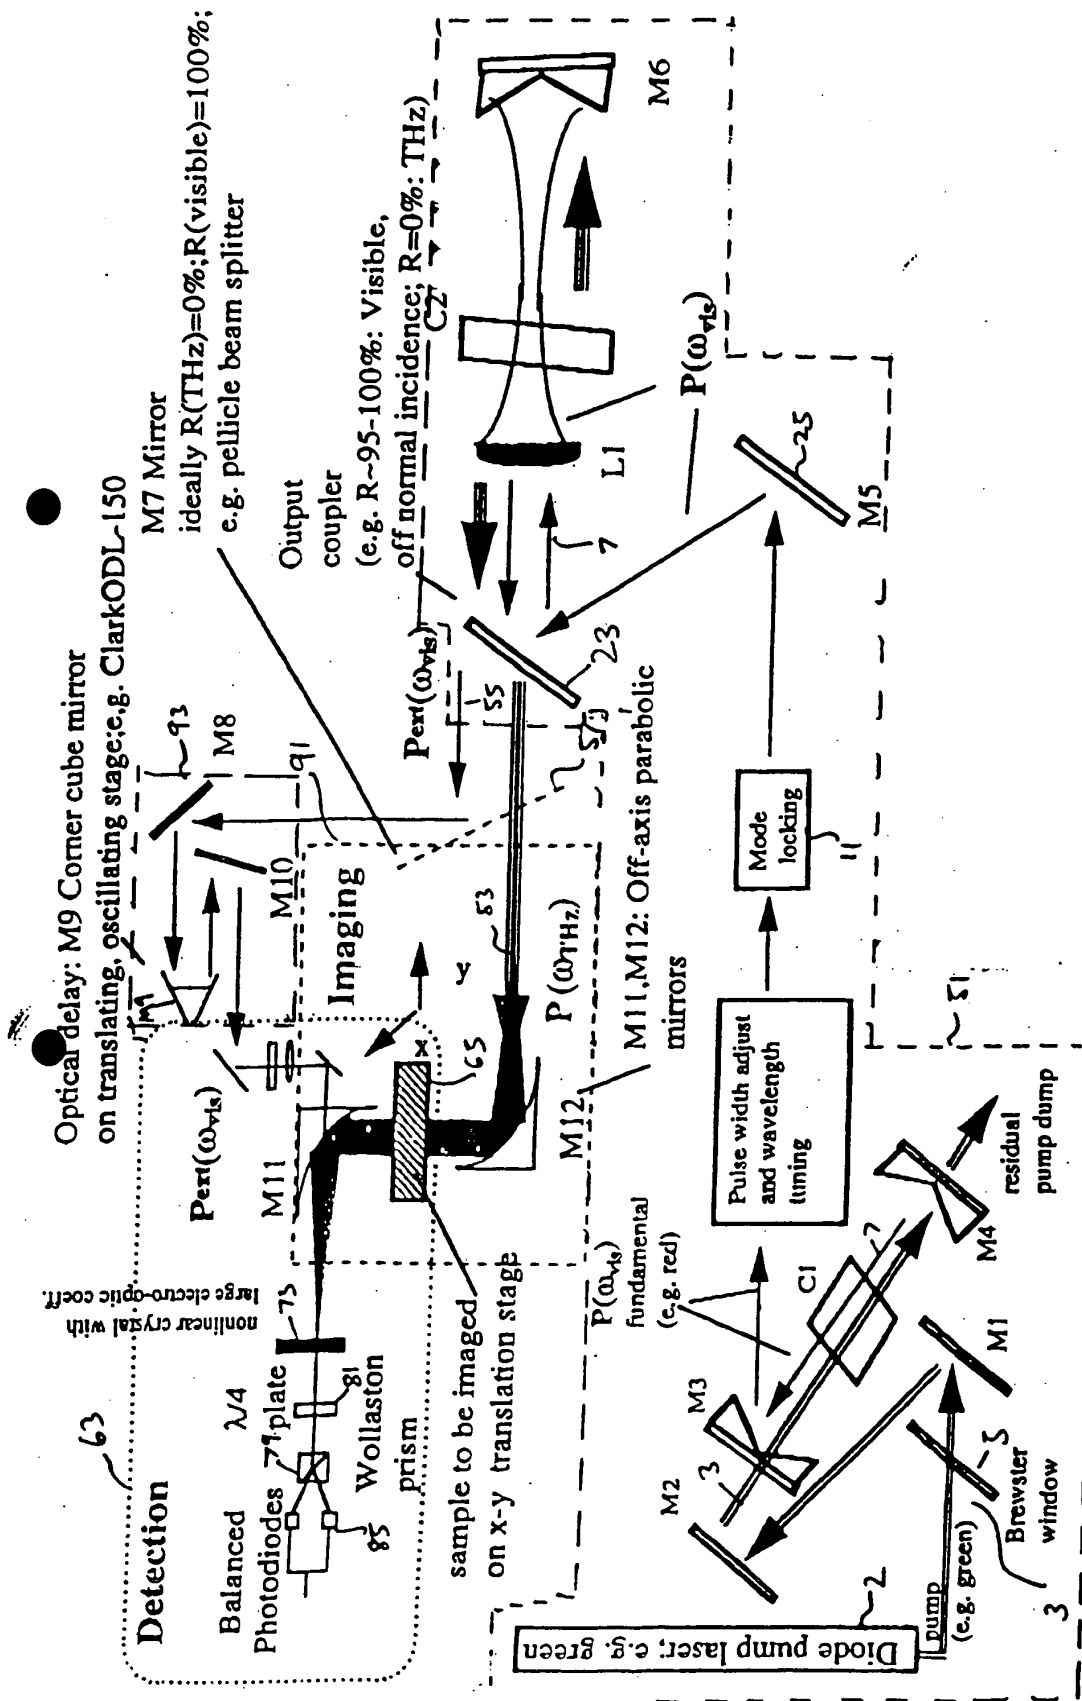 Optical delay: M9 Corner cube mirror
on translating, oscillating stage;e,g. ClarkODL-150
93
M8
91
M9
M10
M7 Mirror
ideally R(THz)=0%;R(visible)=100%;
e.g. pellicle beam splitter
Output
coupler
(e.g. R~95-100%: Visible,
off normal incidence; R=0%: THz)
C2
M6
L1
7
P(ωvis)
25
M5
23
Pext(ωvis)
55
57
53
P (ωTHz)
Imaging
y
x
65
M12
M11,M12: Off-axis parabolic
mirrors
63
Detection
Pext(ωvis)
M11
nonlinear crystal with
large electro-optic coeff.
73
λ/4
plate
81
79
Wollaston
prism
Balanced
Photodiodes
85
sample to be imaged
on x-y translation stage
Mode
locking
11
Pulse width adjust
and wavelength
tuning
51
P(ωvis)
fundamental
(e.g. red)
M3
C1
7
M4
residual
pump dump
M2
3
M1
5
Brewster
window
3
Diode pump laser; e.g. green
2
pump
(e.g. green)